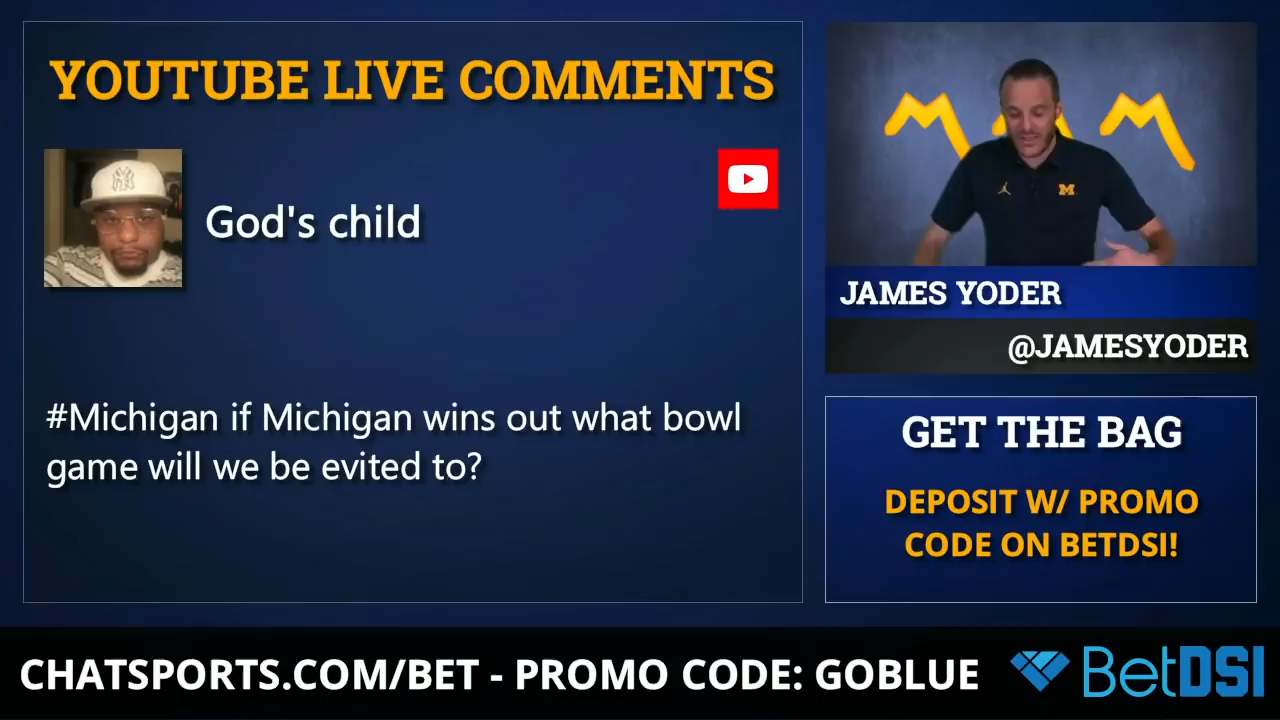 YOUTUBE LIVE COMMENTS
God's child
#Michigan if Michigan wins out what bowl
game will we be evited to?
M
JAMES YODER
@JAMESYODER
GET THE BAG
DEPOSIT W/ PROMO
CODE ON BETDSI!
CHATSPORTS.COM/BET - PROMO CODE: GOBLUE
BetDSI